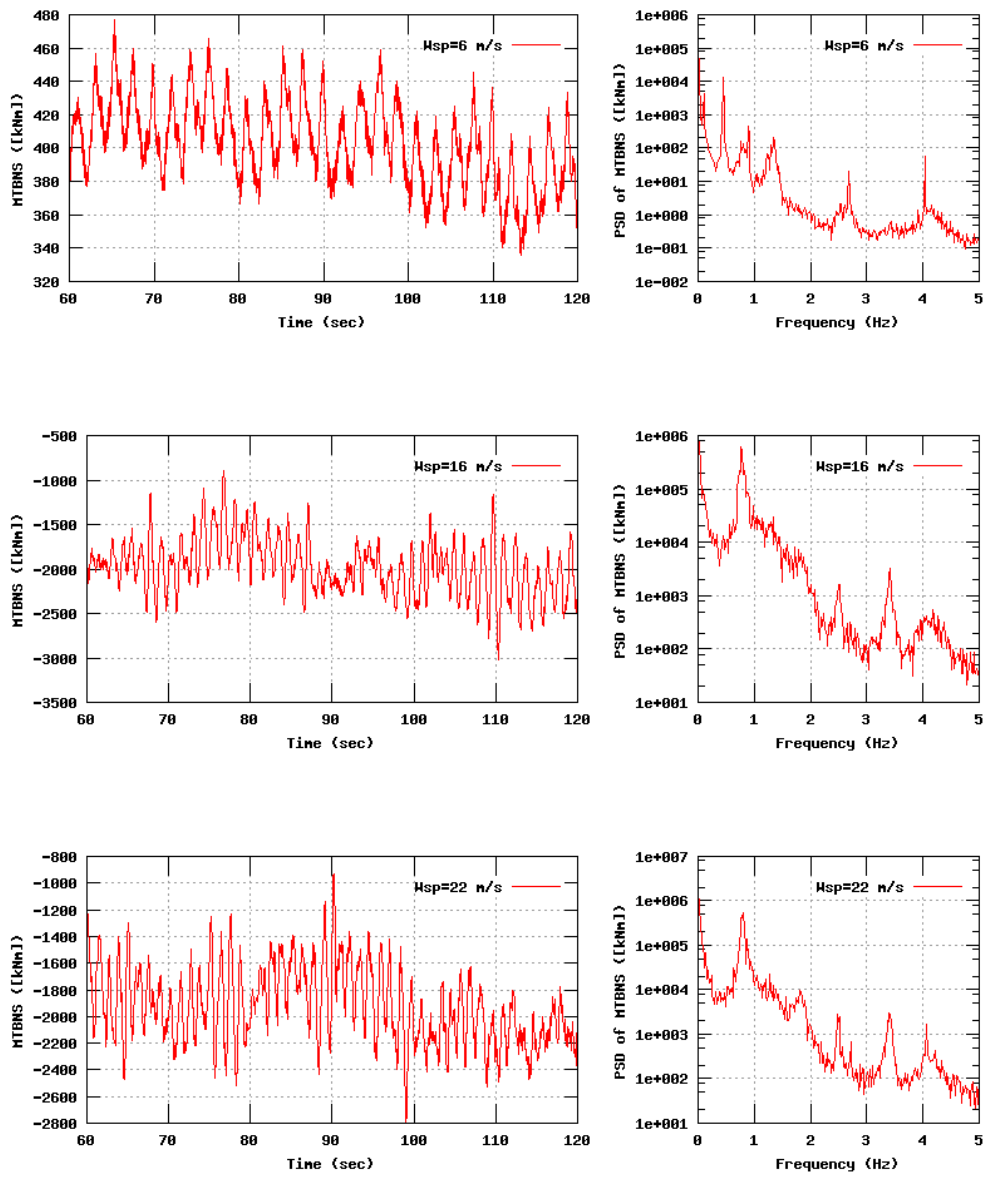 480
460
440
420
400
380
360
340
320
MTBNS ([kNm])
Wsp=6 m/s
60 70 80 90 100 110 120
Time (sec)
1e+006
1e+005
1e+004
1e+003
1e+002
1e+001
1e+000
1e-001
1e-002
PSD of MTBNS ([kNm])
Wsp=6 m/s
0 1 2 3 4 5
Frequency (Hz)
-500
-1000
-1500
-2000
-2500
-3000
-3500
MTBNS ([kNm])
Wsp=16 m/s
60 70 80 90 100 110 120
Time (sec)
1e+006
1e+005
1e+004
1e+003
1e+002
1e+001
PSD of MTBNS ([kNm])
Wsp=16 m/s
0 1 2 3 4 5
Frequency (Hz)
-800
-1000
-1200
-1400
-1600
-1800
-2000
-2200
-2400
-2600
-2800
MTBNS ([kNm])
Wsp=22 m/s
60 70 80 90 100 110 120
Time (sec)
1e+007
1e+006
1e+005
1e+004
1e+003
1e+002
1e+001
PSD of MTBNS ([kNm])
Wsp=22 m/s
0 1 2 3 4 5
Frequency (Hz)